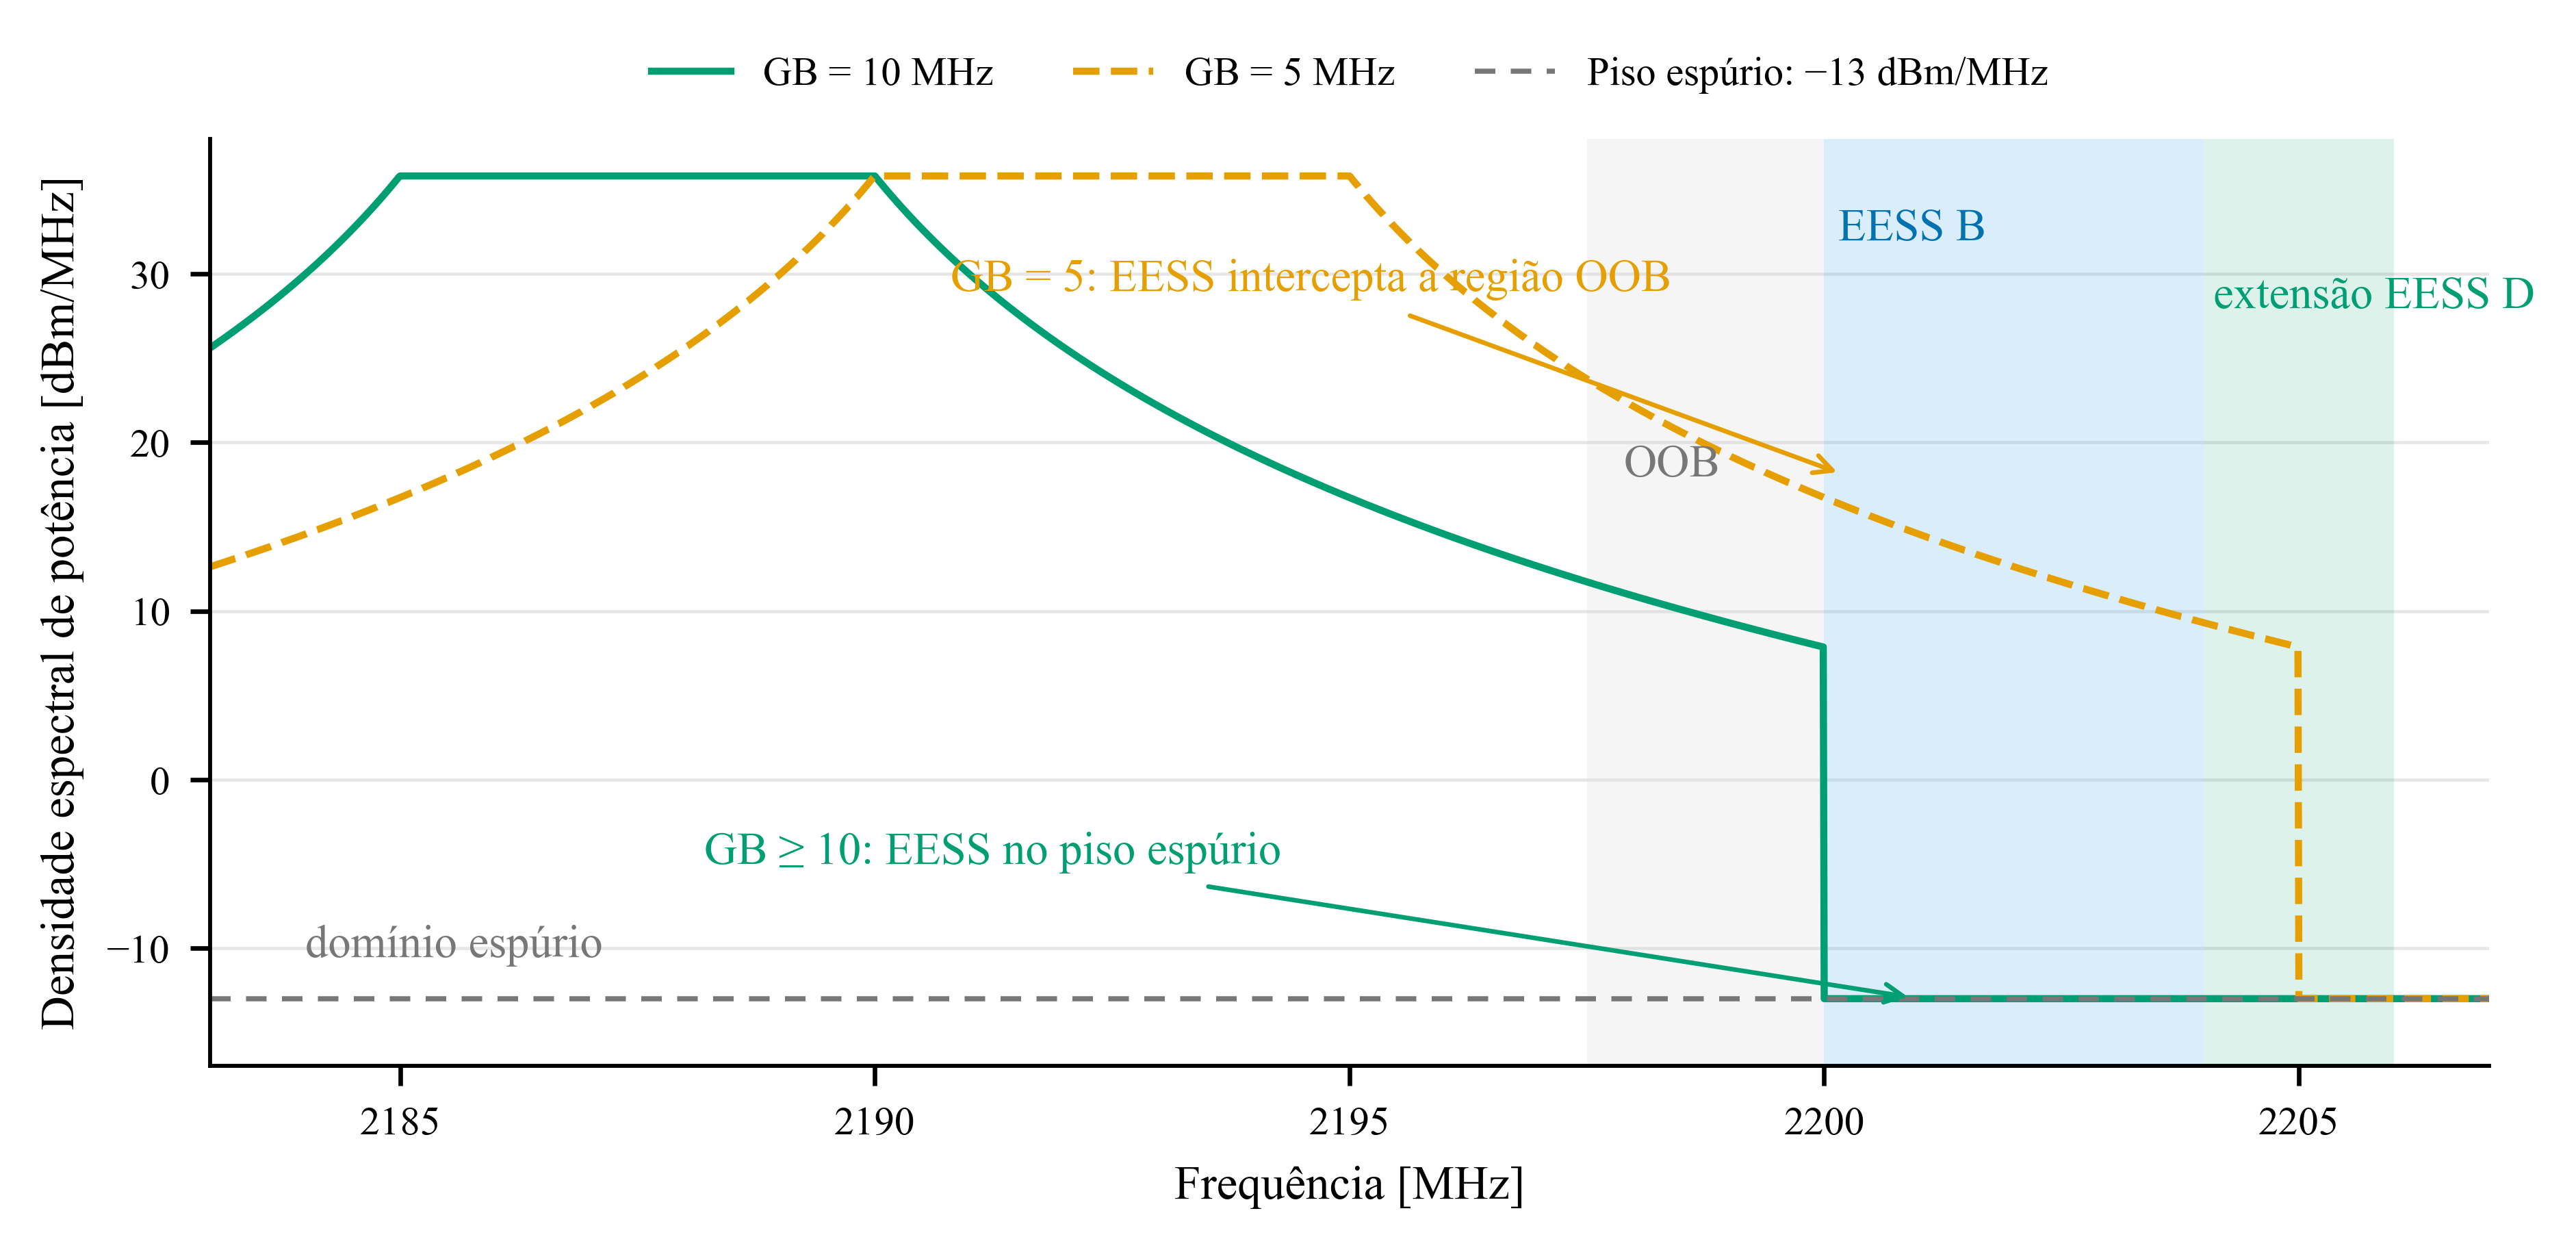 GB = 10 MHz
GB = 5 MHz
Piso espúrio: −13 dBm/MHz
Densidade espectral de potência [dBm/MHz]
30
20
10
0
−10
EESS B
GB = 5: EESS intercepta a região OOB
extensão EESS D
OOB
GB ≥ 10: EESS no piso espúrio
domínio espúrio
2185
2190
2195
2200
2205
Frequência [MHz]